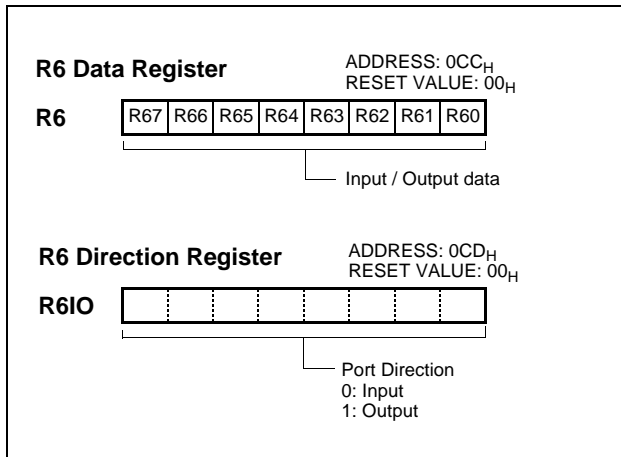 R6 Data Register
ADDRESS: 0CCH
RESET VALUE: 00H
R6
R67 R66 R65 R64 R63 R62 R61 R60
Input / Output data
R6 Direction Register
ADDRESS: 0CDH
RESET VALUE: 00H
R6IO
Port Direction
0: Input
1: Output